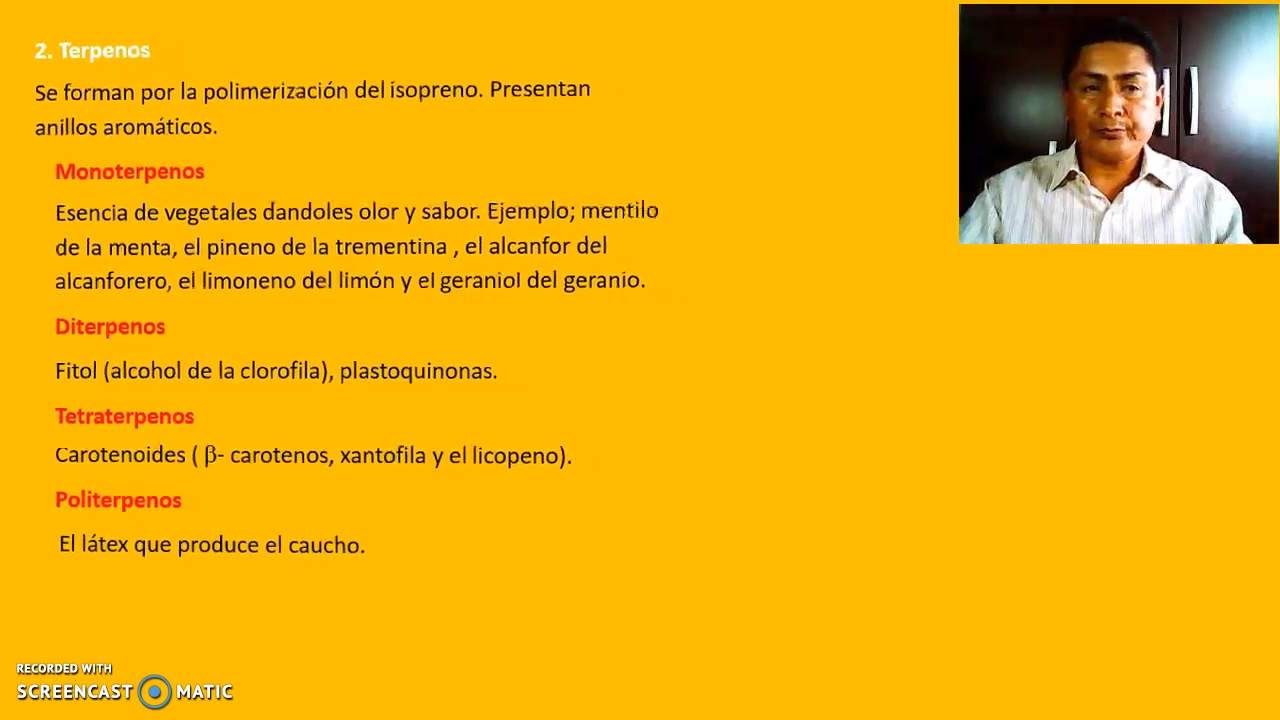 2. Terpenos
Se forman por la polimerización del isopreno. Presentan
anillos aromáticos.
Monoterpenos
Esencia de vegetales dandoles olor y sabor. Ejemplo; mentilo
de la menta, el pineno de la trementina , el alcanfor del
alcanforero, el limoneno del limón y el geraniol del geranio.
Diterpenos
Fitol (alcohol de la clorofila), plastoquinonas.
Tetraterpenos
Carotenoides ( β- carotenos, xantofila y el licopeno).
Politerpenos
El látex que produce el caucho.
RECORDED WITH
SCREENCAST MATIC